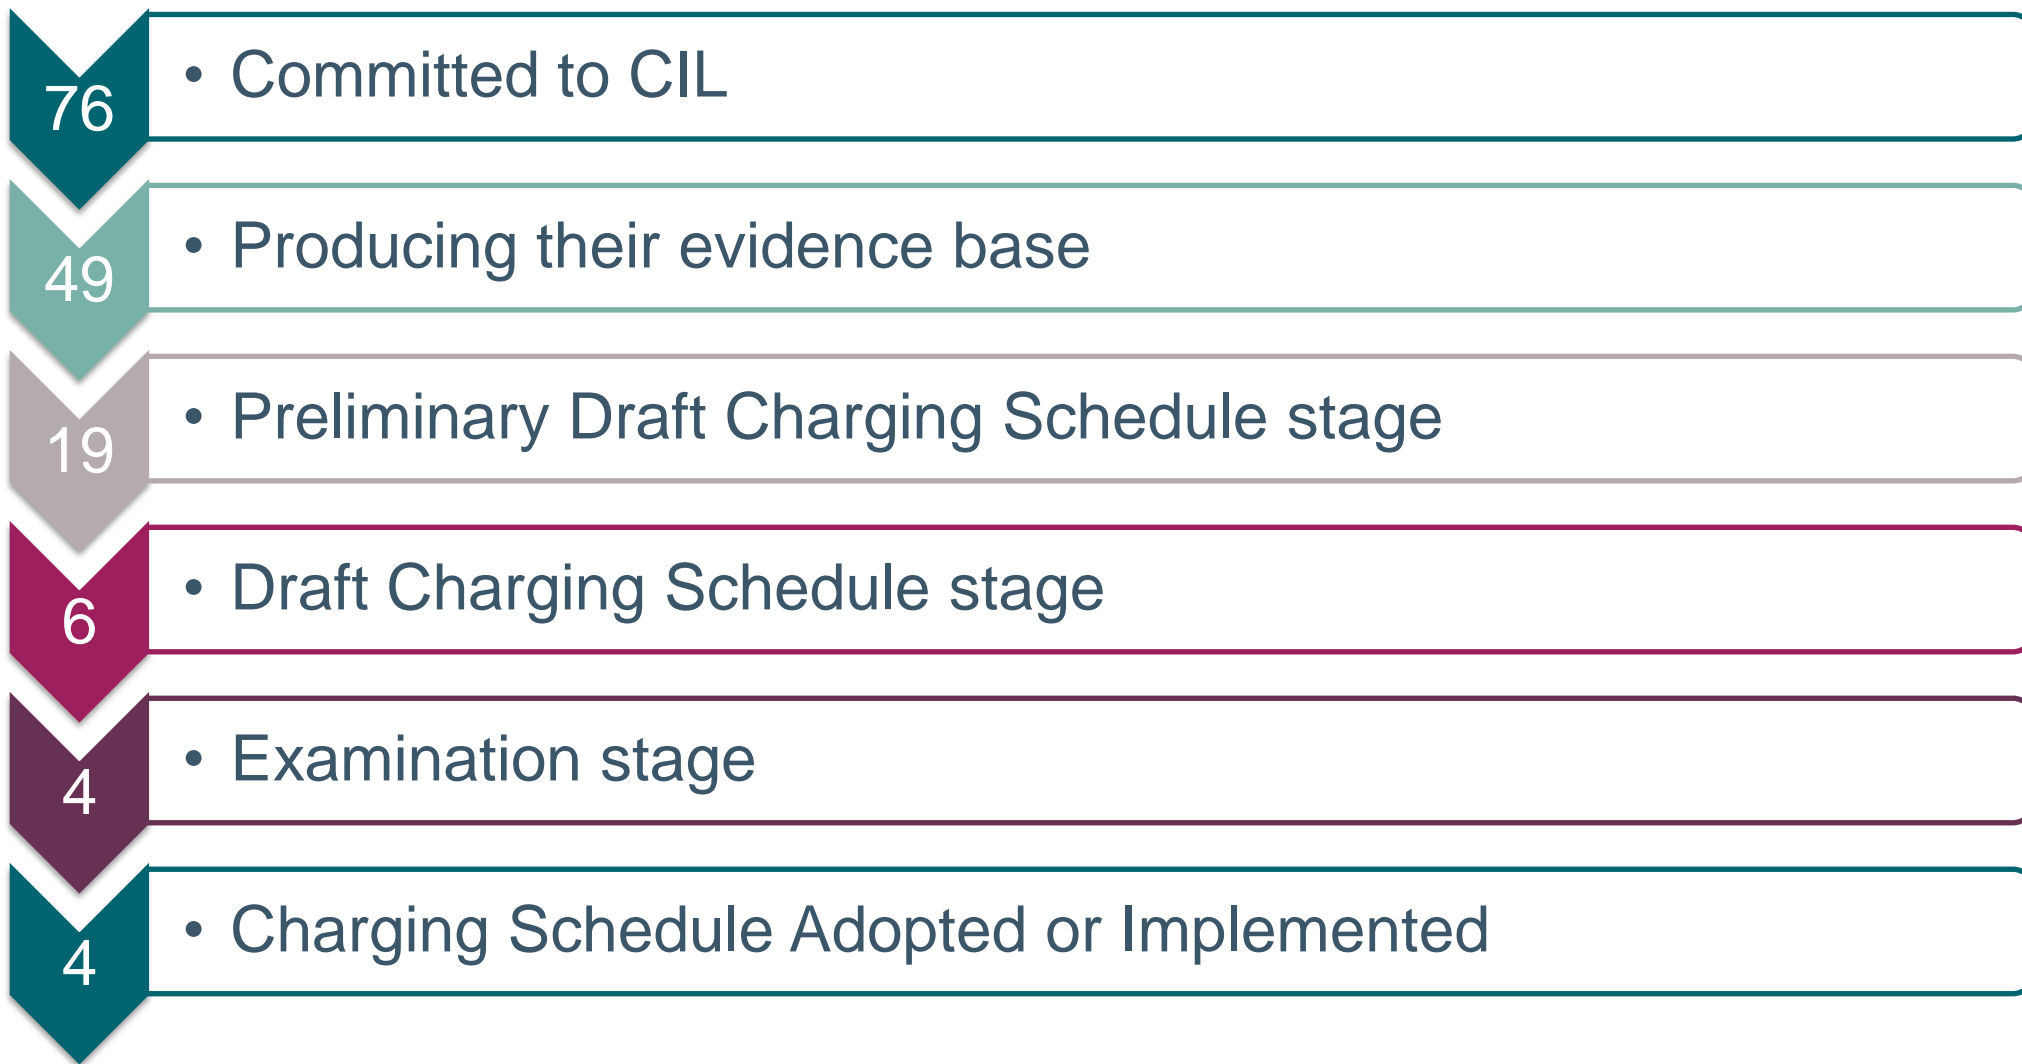 76
• Committed to CIL
49
• Producing their evidence base
19
• Preliminary Draft Charging Schedule stage
6
• Draft Charging Schedule stage
4
• Examination stage
4
• Charging Schedule Adopted or Implemented